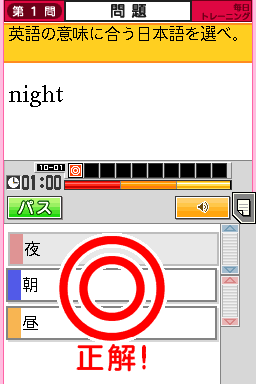 第1問
問題
毎日
トレーニング
英語の意味に合う日本語を選べ。
night
10-01
01:00
パス
夜
朝
昼
正解!